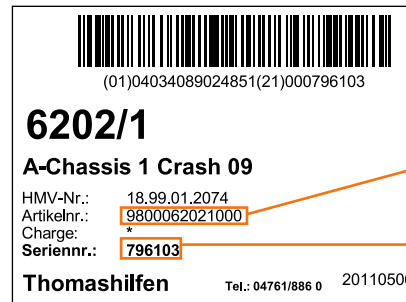 (01)04034089024851(21)000796103
6202/1
A-Chassis 1 Crash 09
HMV-Nr.: 18.99.01.2074
Artikelnr.: 9800062021000
Charge: *
Seriennr.: 796103
Thomashilfen Tel.: 04761/886 0